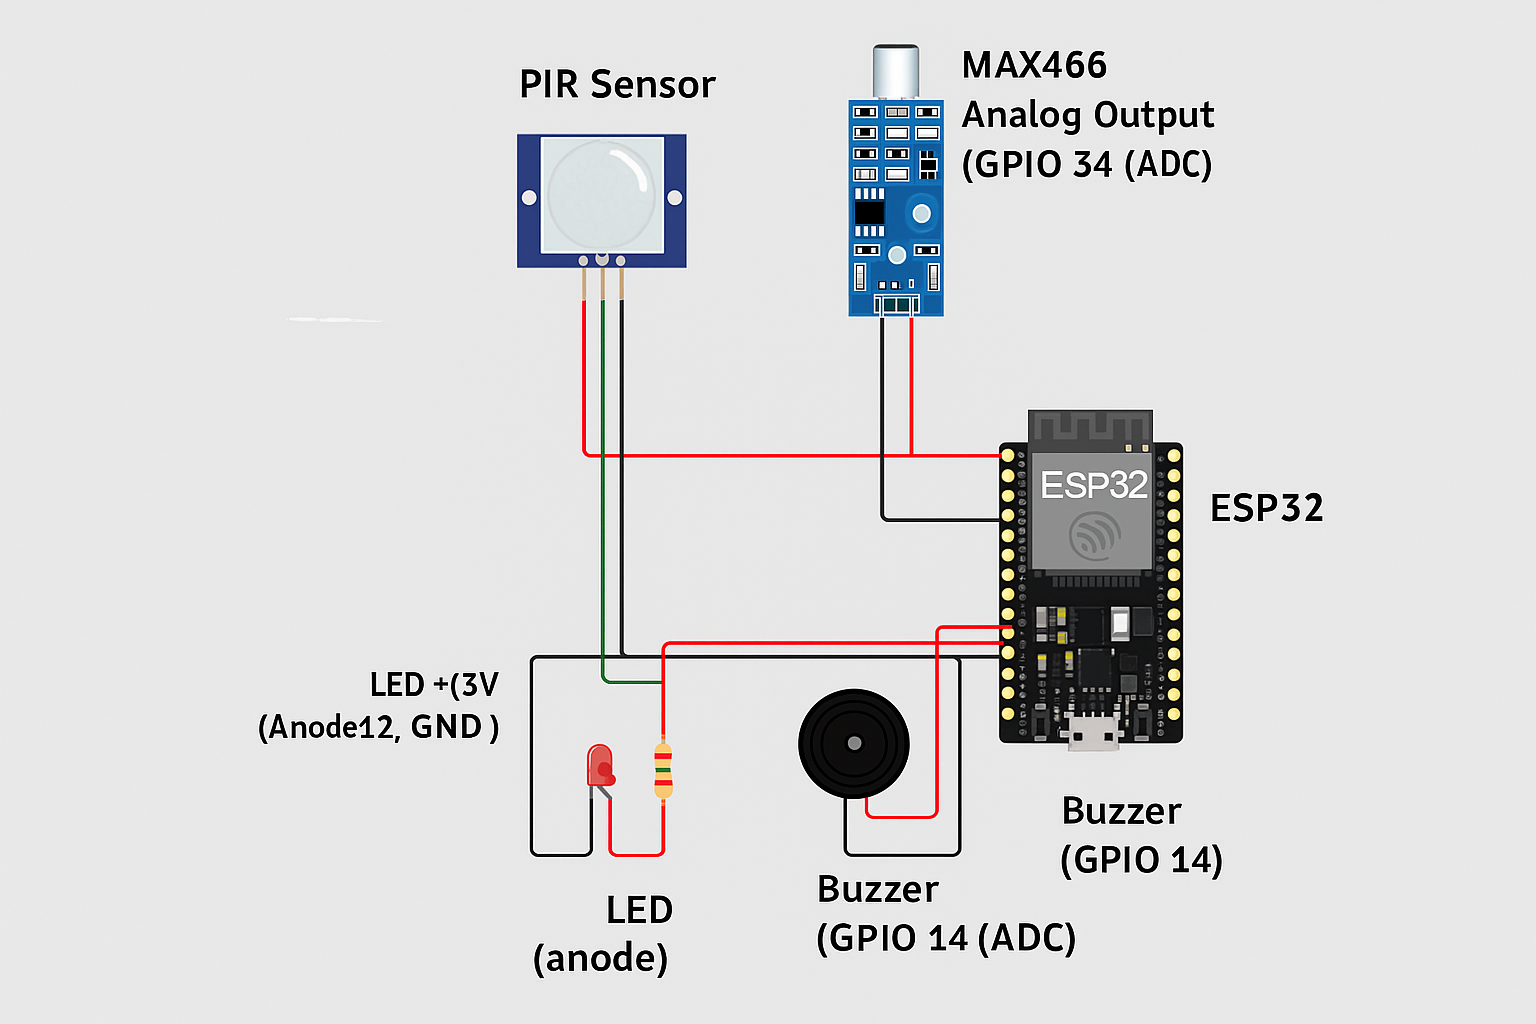 PIR Sensor
MAX466
Analog Output
(GPIO 34 (ADC)
ESP32
ESP32
LED +(3V
(Anode12, GND )
Buzzer
(GPIO 14)
Buzzer
(GPIO 14 (ADC)
LED
(anode)